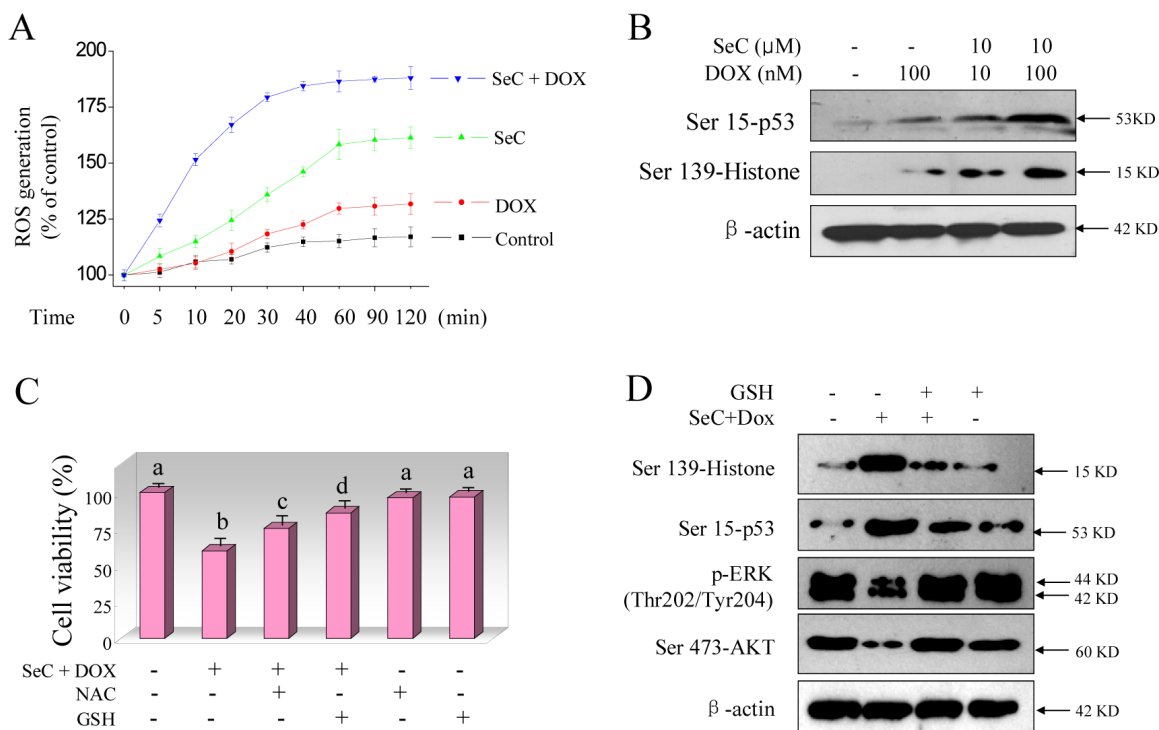 A
200
175
150
125
100
ROS generation
(% of control)
SeC + DOX
SeC
DOX
Control
Time 0 5 10 20 30 40 60 90 120 (min)
B
SeC (μM) - - 10 10
DOX (nM) - 100 10 100
Ser 15-p53 53KD
Ser 139-Histone 15 KD
β-actin 42 KD
C
Cell viability (%)
100
75
50
25
0
a b c d a a
SeC + DOX - + + + - -
NAC - - + - + -
GSH - - - + - +
D
GSH - - + +
SeC+Dox - + + -
Ser 139-Histone 15 KD
Ser 15-p53 53 KD
p-ERK 44 KD
(Thr202/Tyr204) 42 KD
Ser 473-AKT 60 KD
β-actin 42 KD